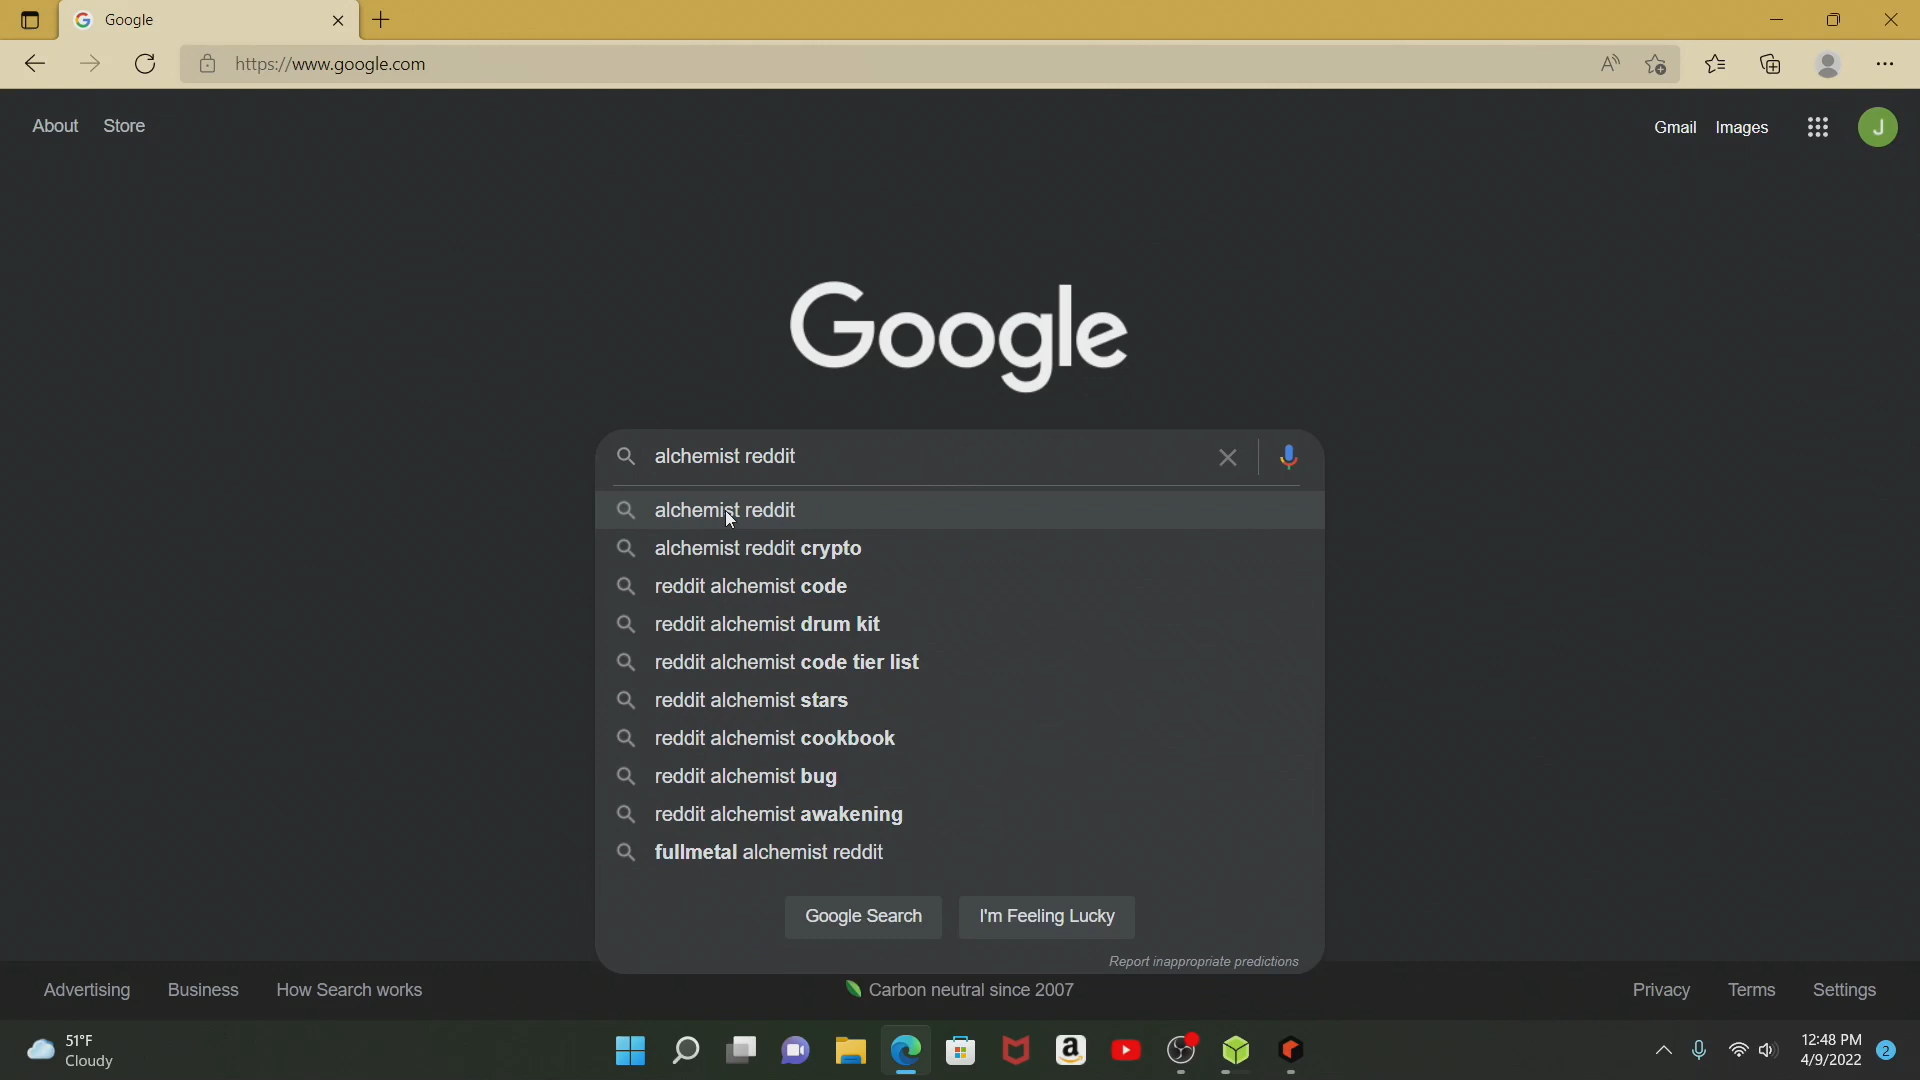 Google
https://www.google.com
About Store
Gmail Images
J
Google
alchemist reddit
alchemist reddit
alchemist reddit crypto
reddit alchemist code
reddit alchemist drum kit
reddit alchemist code tier list
reddit alchemist stars
reddit alchemist cookbook
reddit alchemist bug
reddit alchemist awakening
fullmetal alchemist reddit
Google Search I'm Feeling Lucky
Report inappropriate predictions
Advertising Business How Search works
Carbon neutral since 2007
Privacy Terms Settings
51°F
Cloudy
12:48 PM
4/9/2022
2